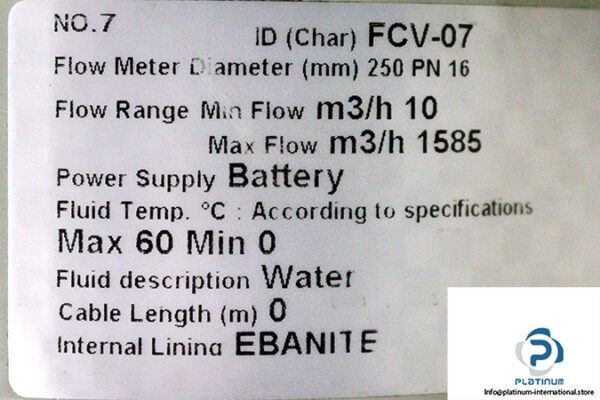 NO.7
ID (Char) FCV-07
Flow Meter Diameter (mm) 250 PN 16
Flow Range Min Flow m3/h 10
Max Flow m3/h 1585
Power Supply Battery
Fluid Temp. °C : According to specifications
Max 60 Min 0
Fluid description Water
Cable Length (m) 0
Internal Lining EBANITE
PLATINUM
Info@platinum-international.store